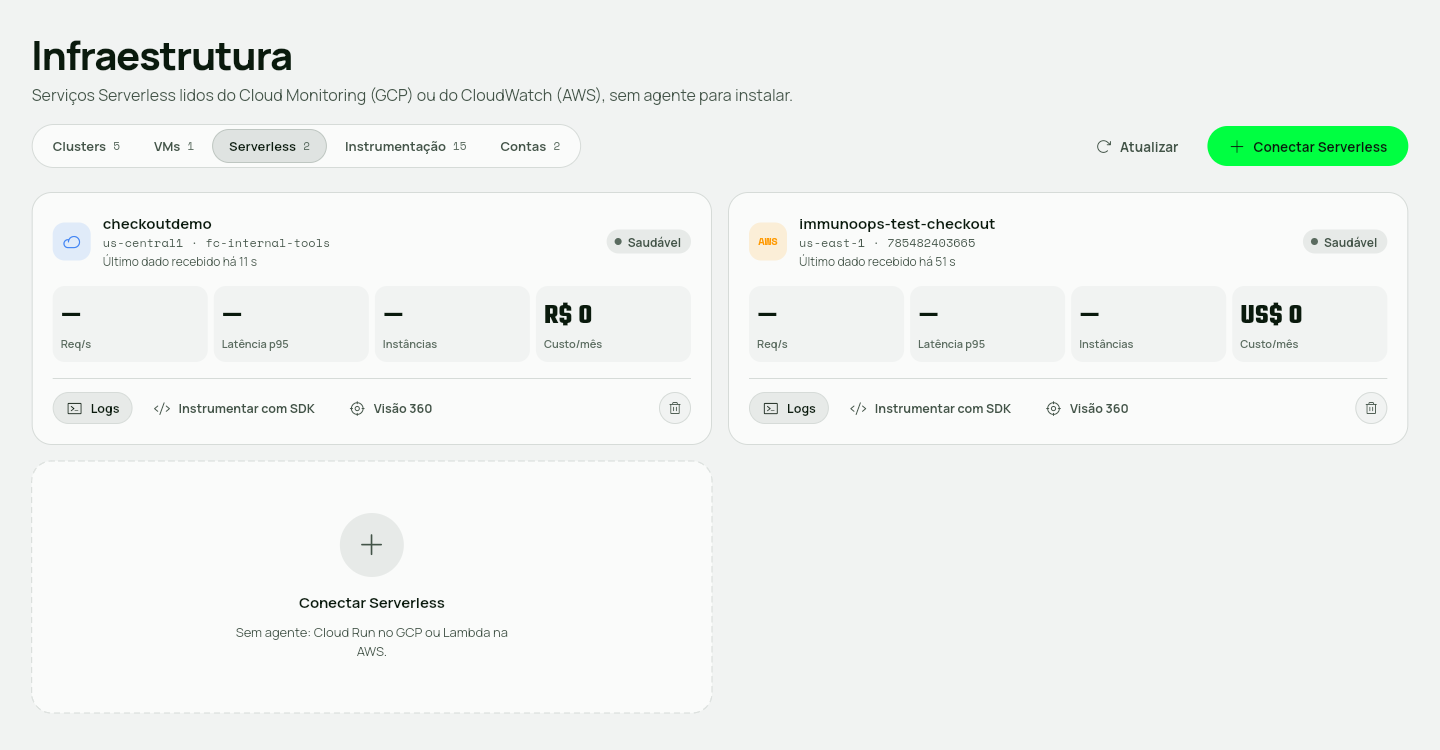 Infraestrutura
Serviços Serverless lidos do Cloud Monitoring (GCP) ou do CloudWatch (AWS), sem agente para instalar.
Clusters 5 VMs 1 Serverless 2 Instrumentação 15 Contas 2
Atualizar
Conectar Serverless
checkoutdemo
us-central1 · fc-internal-tools
Último dado recebido há 11 s
Saudável
— — — R$ 0
Req/s Latência p95 Instâncias Custo/mês
Logs Instrumentar com SDK Visão 360
AWS
immunoops-test-checkout
us-east-1 · 785482403665
Último dado recebido há 51 s
Saudável
— — — US$ 0
Req/s Latência p95 Instâncias Custo/mês
Logs Instrumentar com SDK Visão 360
Conectar Serverless
Sem agente: Cloud Run no GCP ou Lambda na
AWS.